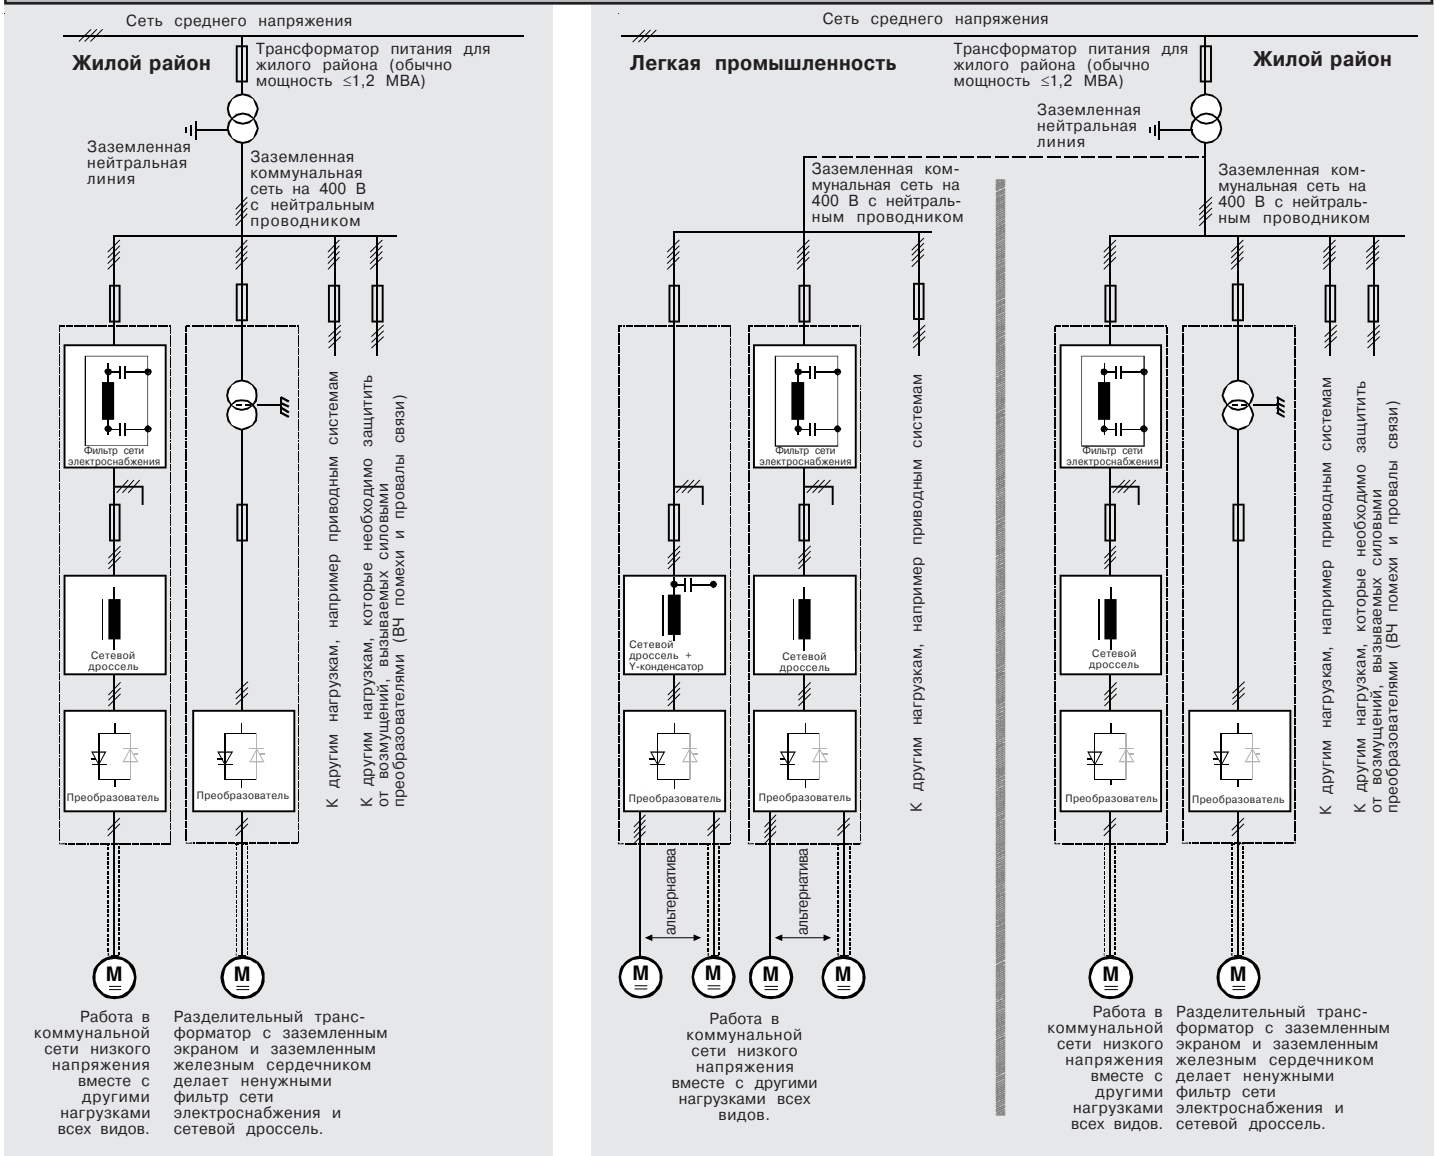 Сеть среднего напряжения
Жилой район
Трансформатор питания для
жилого района (обычно
мощность ≤1,2 МВА)
Заземленная
нейтральная
линия
Заземленная
коммунальная
сеть на 400 В
с нейтральным
проводником
Фильтр сети
электроснабжения
Сетевой
дроссель
Преобразователь
Преобразователь
К другим нагрузкам, например приводным системам
К другим нагрузкам, которые необходимо защитить
от возмущений, вызываемых силовыми
преобразователями (ВЧ помехи и провалы связи)
M
M
Работа в
коммунальной
сети низкого
напряжения
вместе с
другими
нагрузками
всех видов.
Разделительный транс-
форматор с заземленным
экраном и заземленным
железным сердечником
делает ненужными
фильтр сети
электроснабжения и
сетевой дроссель.
Сеть среднего напряжения
Легкая промышленность
Трансформатор питания для
жилого района (обычно
мощность ≤1,2 МВА)
Жилой район
Заземленная
нейтральная
линия
Заземленная ком-
мунальная сеть на
400 В с нейтраль-
ным проводником
Заземленная ком-
мунальная сеть на
400 В с нейтраль-
ным проводником
Фильтр сети
электроснабжения
Сетевой
дроссель +
Y-конденсатор
Сетевой
дроссель
Преобразователь
Преобразователь
К другим нагрузкам, например приводным системам
альтернатива
альтернатива
M
M
M
M
Работа в
коммунальной
сети низкого
напряжения
вместе с другими
нагрузками всех
видов.
Фильтр сети
электроснабжения
Сетевой
дроссель
Преобразователь
Преобразователь
К другим нагрузкам, например приводным системам
К другим нагрузкам, которые необходимо защитить
от возмущений, вызываемых силовыми
преобразователями (ВЧ помехи и провалы связи)
M
M
Работа в
коммунальной
сети низкого
напряжения
вместе с
другими
нагрузками
всех видов.
Разделительный транс-
форматор с заземленным
экраном и заземленным
железным сердечником
делает ненужными
фильтр сети
электроснабжения и
сетевой дроссель.